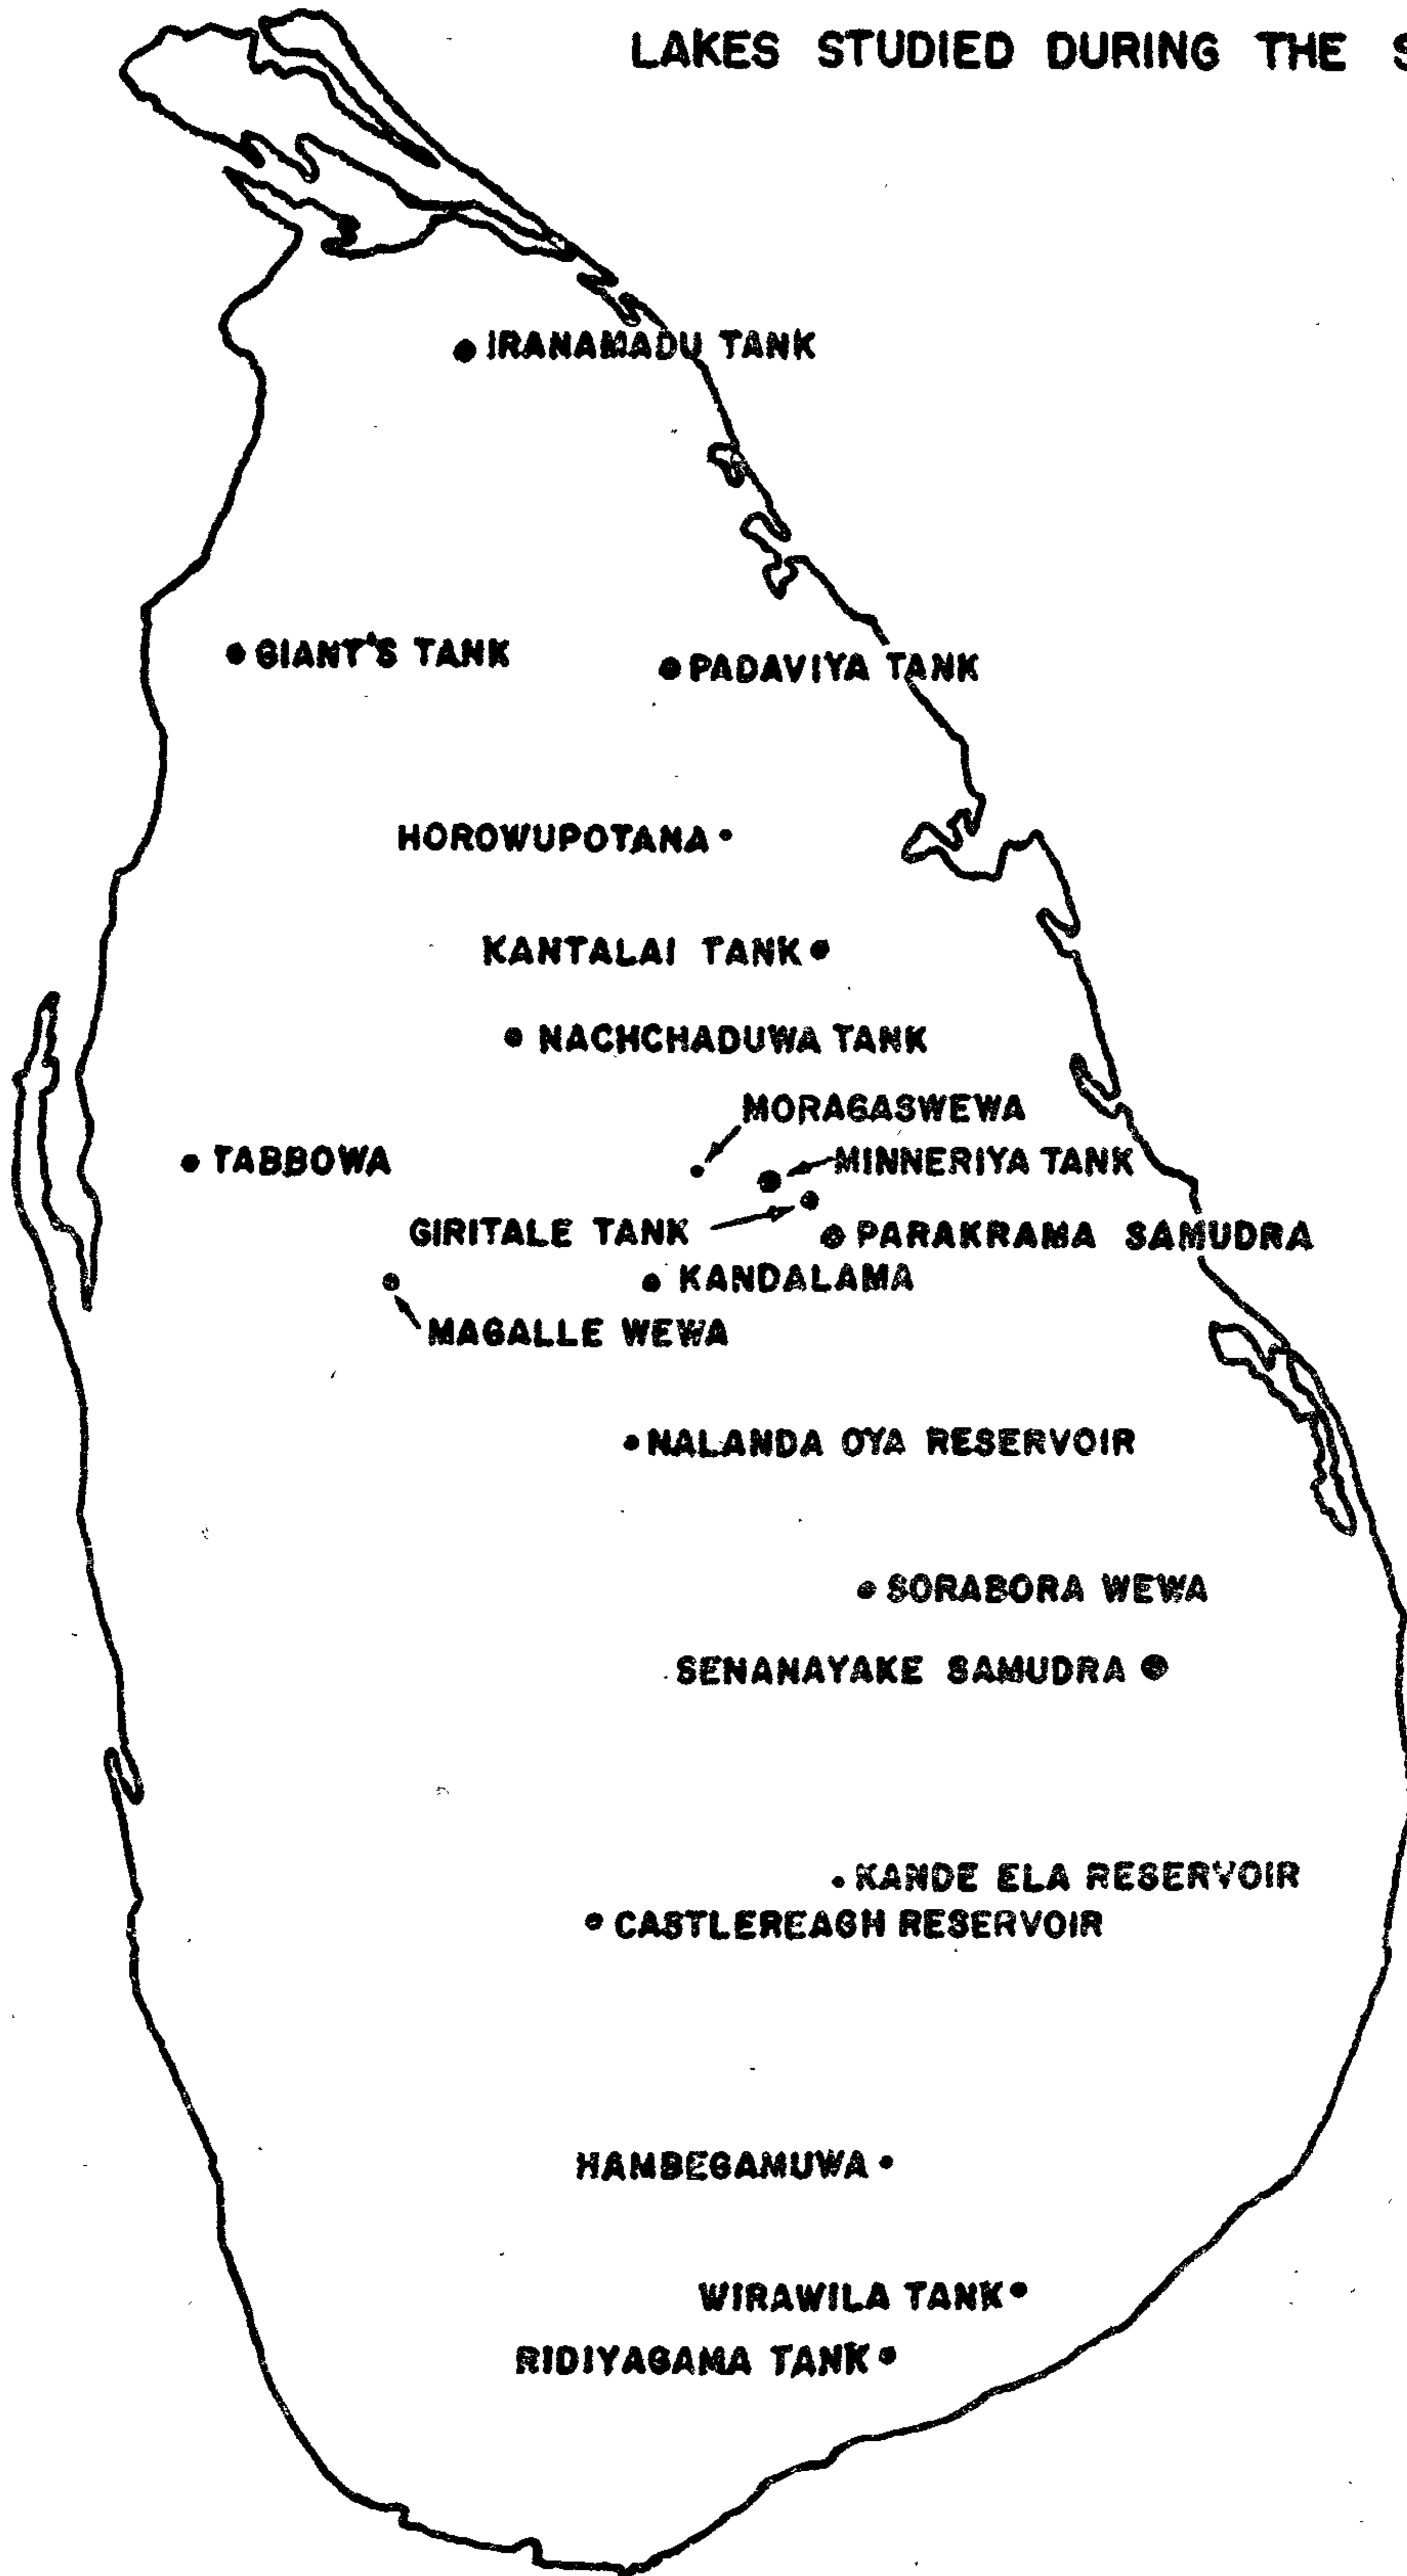 LAKES STUDIED DURING THE S
IRANAMADU TANK
GIANT'S TANK
PADAVIYA TANK
HOROWUPOTANA
KANTALAI TANK
NACHCHADUWA TANK
MORAGASWEWA
TABBOWA
MINNERIYA TANK
GIRITALE TANK
PARAKRAMA SAMUDRA
KANDALAMA
MAGALLE WEWA
NALANDA OYA RESERVOIR
SORABORA WEWA
SENANAYAKE SAMUDRA
KANDE ELA RESERVOIR
CASTLEREAGH RESERVOIR
HAMBEGAMUWA
WIRAWILA TANK
RIDIYAGAMA TANK